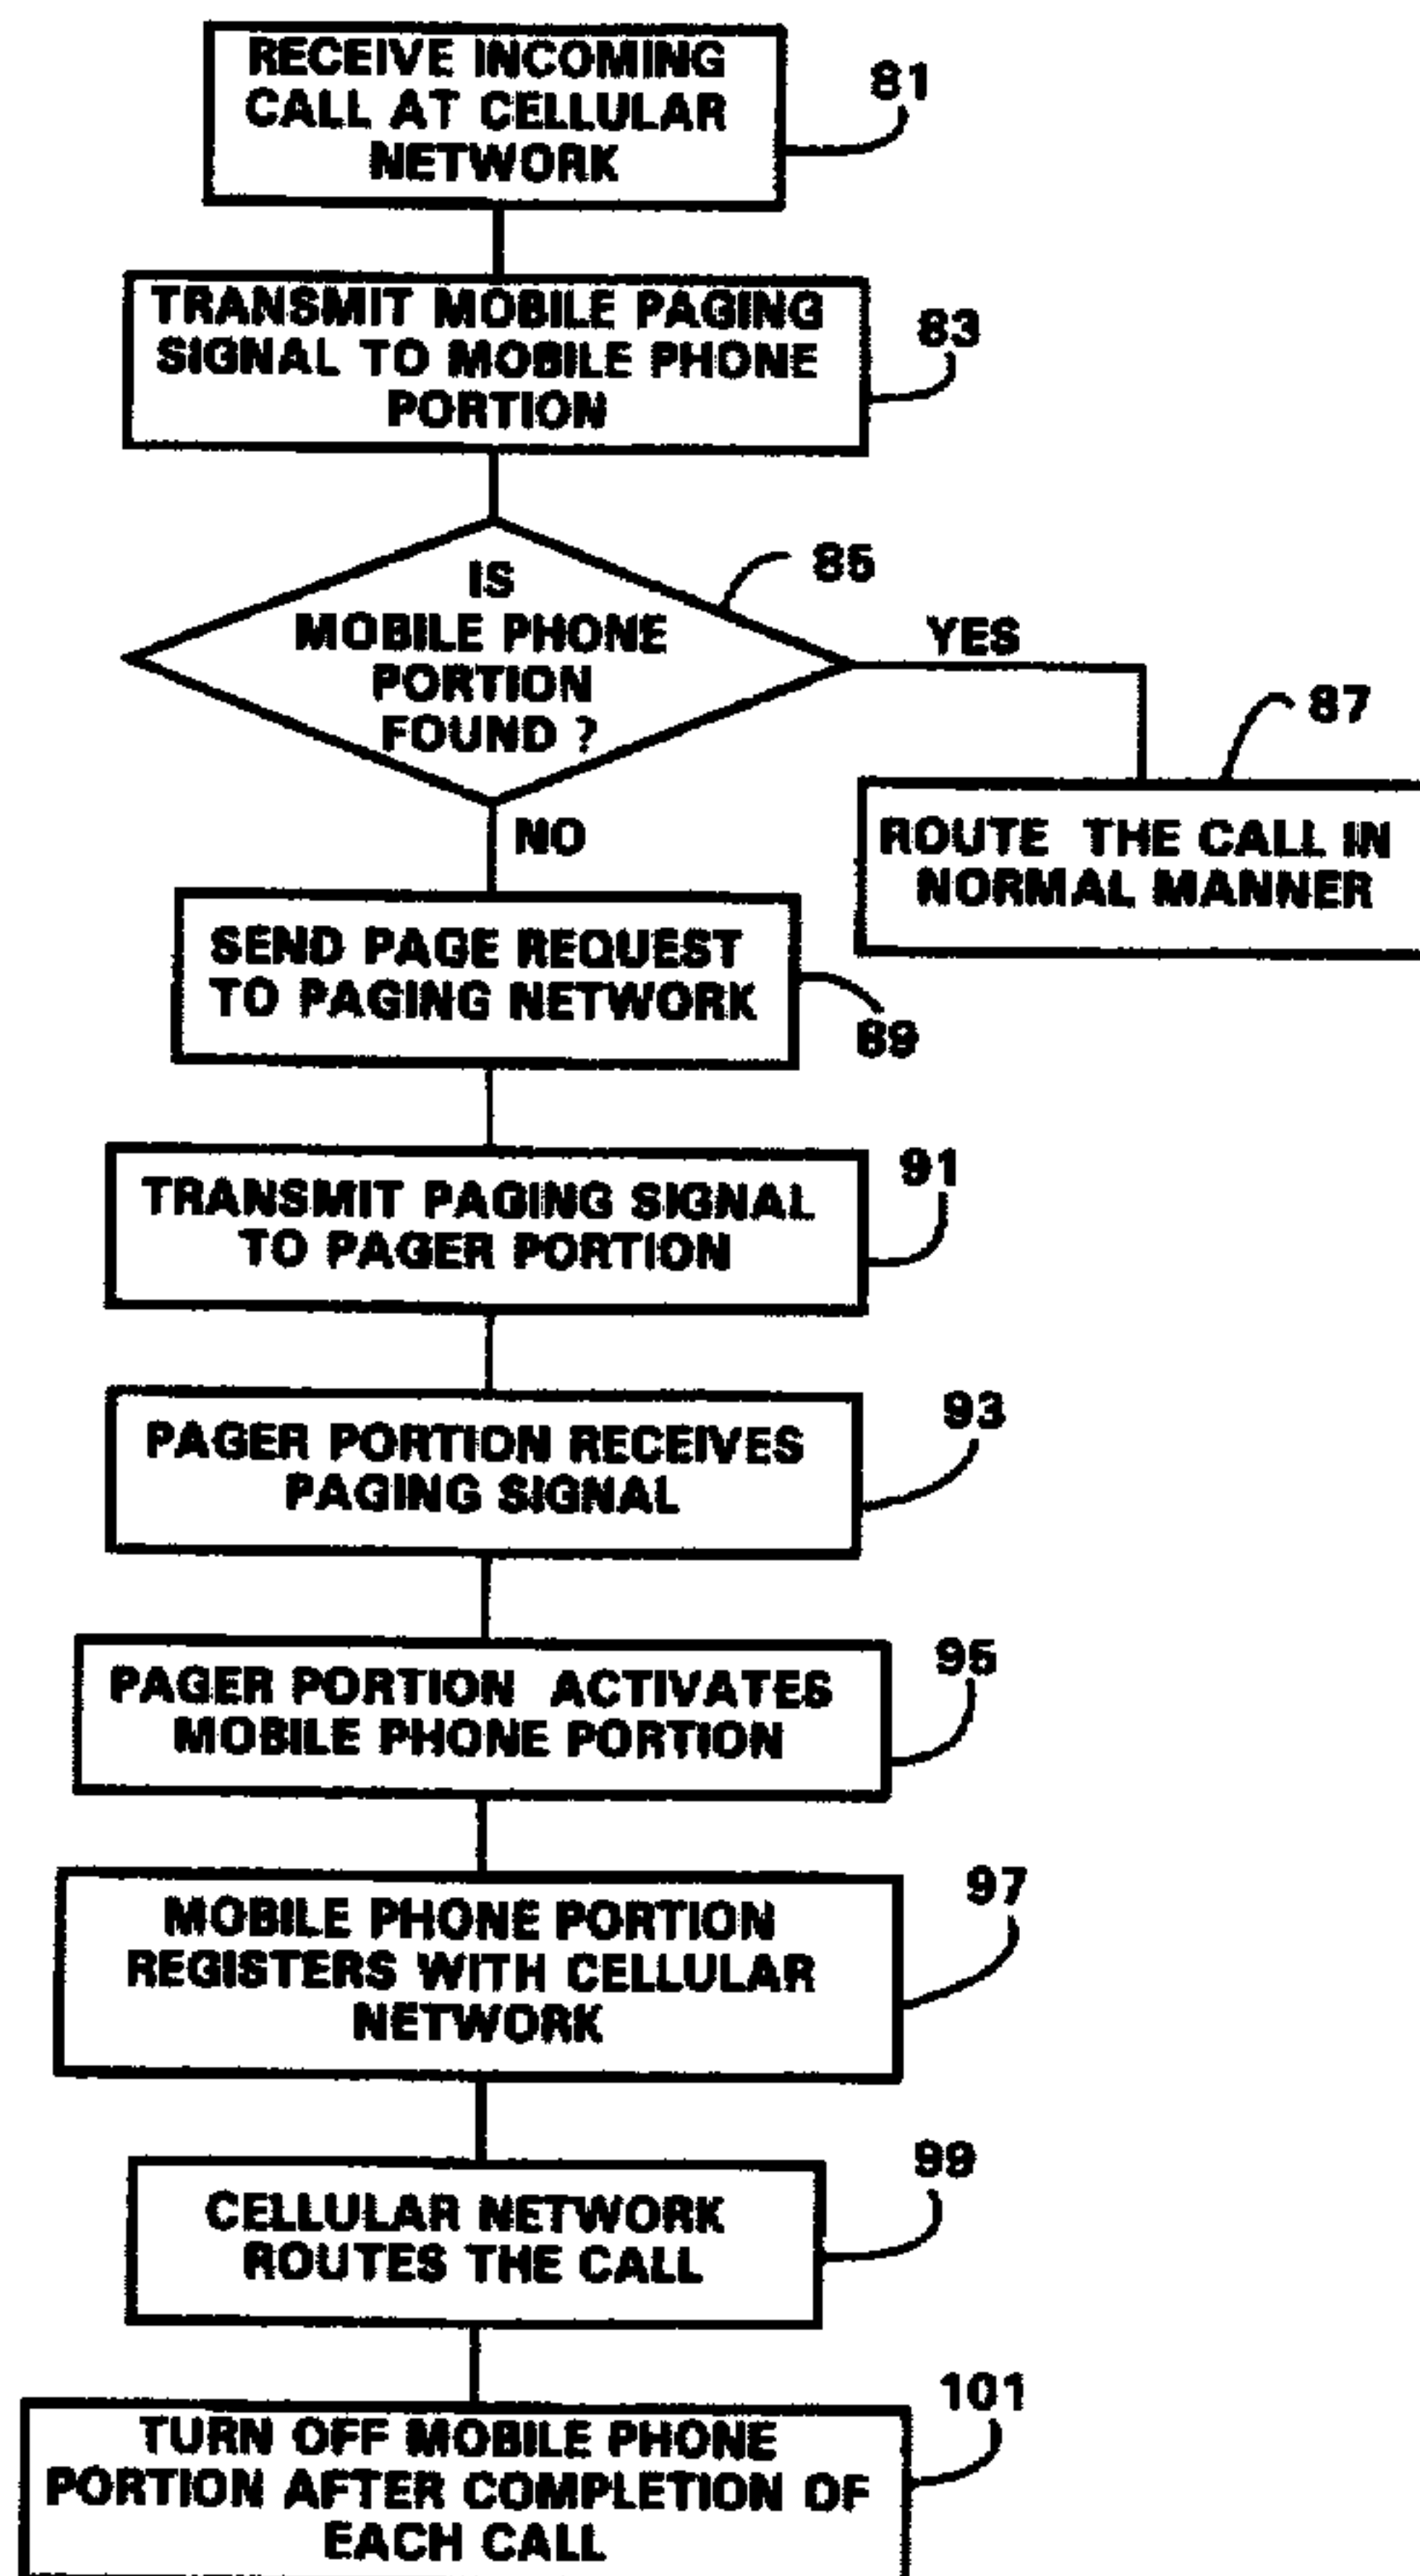 RECEIVE INCOMING
CALL AT CELLULAR
NETWORK
81
TRANSMIT MOBILE PAGING
SIGNAL TO MOBILE PHONE
PORTION
83
IS
MOBILE PHONE
PORTION
FOUND ?
85
YES
87
ROUTE THE CALL IN
NORMAL MANNER
NO
SEND PAGE REQUEST
TO PAGING NETWORK
89
TRANSMIT PAGING SIGNAL
TO PAGER PORTION
91
PAGER PORTION RECEIVES
PAGING SIGNAL
93
PAGER PORTION ACTIVATES
MOBILE PHONE PORTION
95
MOBILE PHONE PORTION
REGISTERS WITH CELLULAR
NETWORK
97
CELLULAR NETWORK
ROUTES THE CALL
99
TURN OFF MOBILE PHONE
PORTION AFTER COMPLETION OF
EACH CALL
101